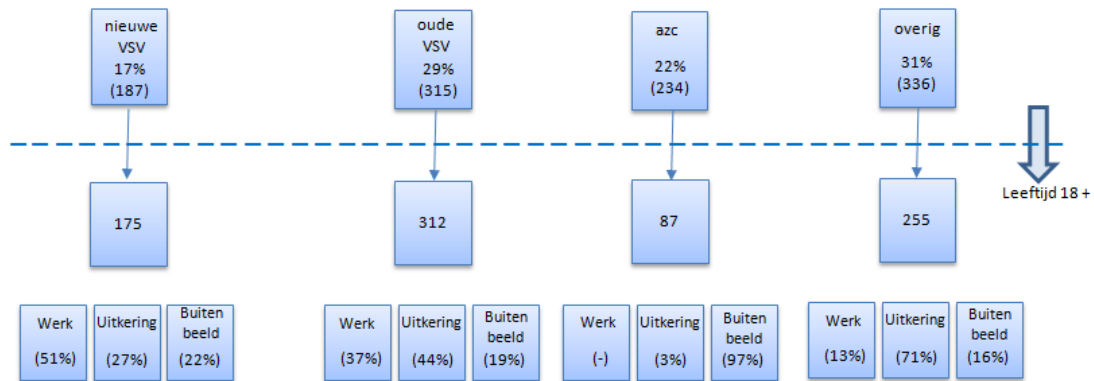 nieuwe
VSV
17%
(187)
oude
VSV
29%
(315)
azc
22%
(234)
overig
31%
(336)
Leeftijd 18 +
175
312
87
255
Werk
(51%)
Uitkering
(27%)
Buiten
beeld
(22%)
Werk
(37%)
Uitkering
(44%)
Buiten
beeld
(19%)
Werk
(-)
Uitkering
(3%)
Buiten
beeld
(97%)
Werk
(13%)
Uitkering
(71%)
Buiten
beeld
(16%)